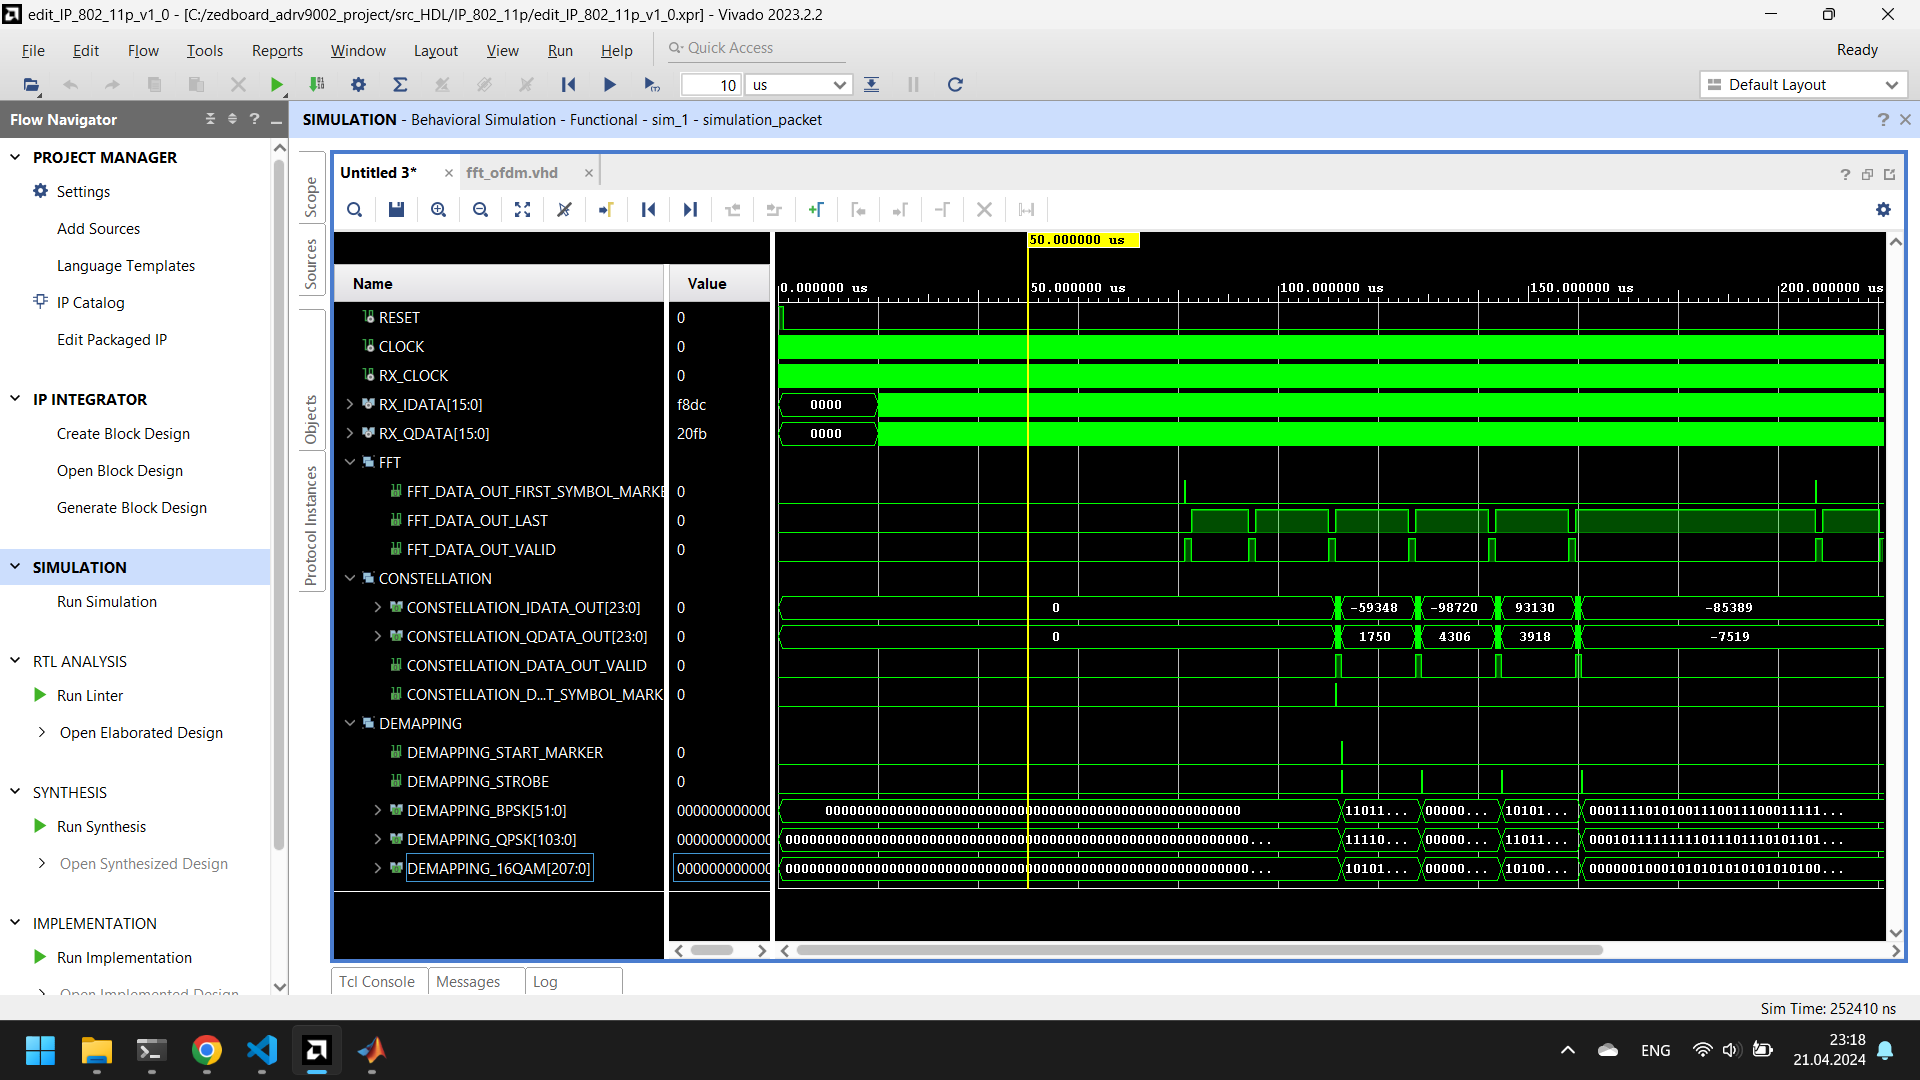 edit_IP_802_11p_v1_0 - [C:/zedboard_adrv9002_project/src_HDL/IP_802_11p/edit_IP_802_11p_v1_0.xpr] - Vivado 2023.2.2
File Edit Flow Tools Reports Window Layout View Run Help Quick Access Ready
10 us Default Layout
Flow Navigator
SIMULATION - Behavioral Simulation - Functional - sim_1 - simulation_packet
PROJECT MANAGER
Settings
Add Sources
Language Templates
IP Catalog
Edit Packaged IP
IP INTEGRATOR
Create Block Design
Open Block Design
Generate Block Design
SIMULATION
Run Simulation
RTL ANALYSIS
Run Linter
Open Elaborated Design
SYNTHESIS
Run Synthesis
Open Synthesized Design
IMPLEMENTATION
Run Implementation
Open Implemented Design
Scope
Sources
Objects
Protocol Instances
Untitled 3* fft_ofdm.vhd
50.000000 us
Name Value
0.000000 us 50.000000 us 100.000000 us 150.000000 us 200.000000 us
RESET 0
CLOCK 0
RX_CLOCK 0
RX_IDATA[15:0] f8dc 0000
RX_QDATA[15:0] 20fb 0000
FFT
FFT_DATA_OUT_FIRST_SYMBOL_MARKE 0
FFT_DATA_OUT_LAST 0
FFT_DATA_OUT_VALID 0
CONSTELLATION
CONSTELLATION_IDATA_OUT[23:0] 0 0 -59348 -98720 93130 -85389
CONSTELLATION_QDATA_OUT[23:0] 0 0 1750 4306 3918 -7519
CONSTELLATION_DATA_OUT_VALID 0
CONSTELLATION_D...T_SYMBOL_MARK 0
DEMAPPING
DEMAPPING_START_MARKER 0
DEMAPPING_STROBE 0
DEMAPPING_BPSK[51:0] 000000000000 0000000000000000000000000000000000000000000000000000 11011... 00000... 10101... 0001111010100111001110001111...
DEMAPPING_QPSK[103:0] 000000000000 11110... 00000... 11011... 0001011111111011101110101101...
DEMAPPING_16QAM[207:0] 000000000000 10101... 00000... 10100... 0000001000101010101010101010100...
Tcl Console Messages Log
Sim Time: 252410 ns
ENG
23:18
21.04.2024